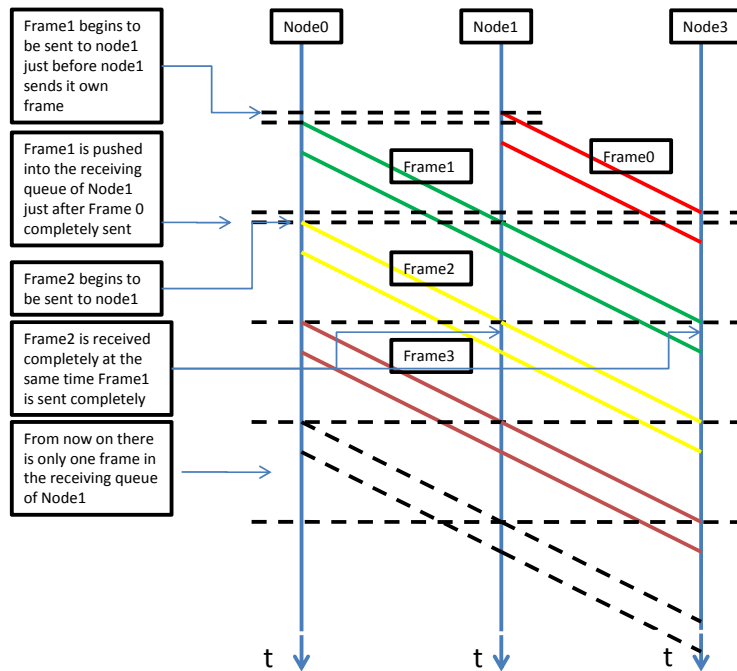 Frame1 begins to
be sent to node1
just before node1
sends it own
frame
Node0
Node1
Node3
Frame1 is pushed
into the receiving
queue of Node1
just after Frame 0
completely sent
Frame1
Frame0
Frame2 begins to
be sent to node1
Frame2
Frame2 is received
completely at the
same time Frame1
is sent completely
Frame3
From now on there
is only one frame in
the receiving queue
of Node1
t
t
t